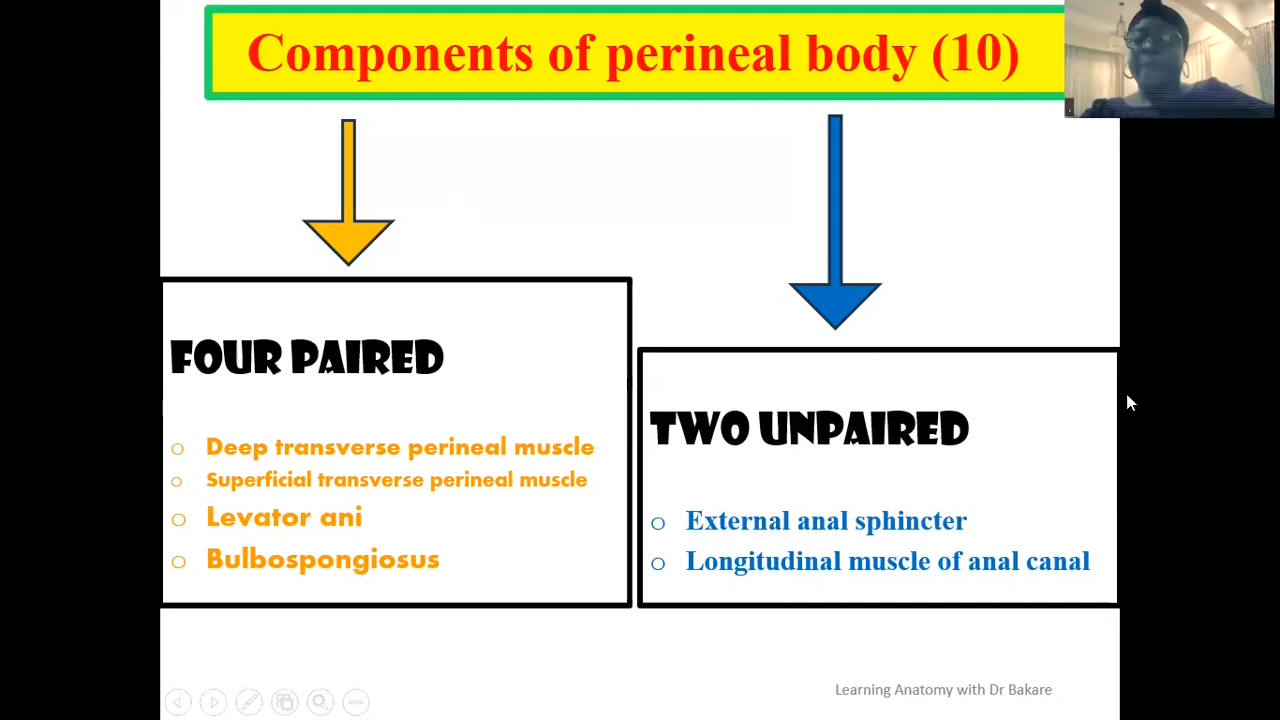 Components of perineal body (10)
FOUR PAIRED
Deep transverse perineal muscle
Superficial transverse perineal muscle
Levator ani
Bulbospongiosus
TWO UNPAIRED
External anal sphincter
Longitudinal muscle of anal canal
Learning Anatomy with Dr Bakare